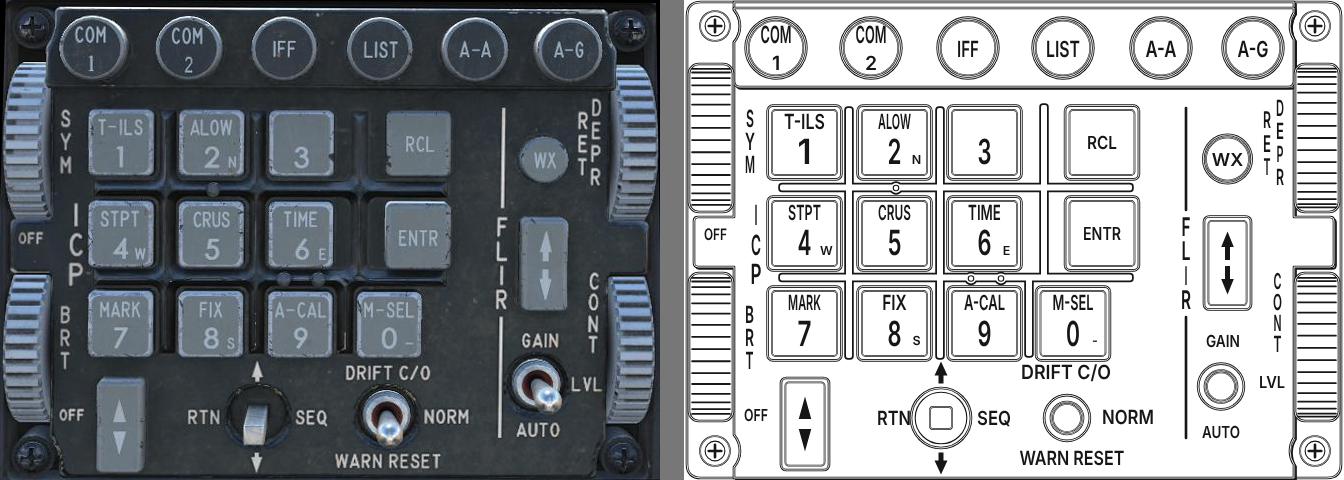 COM 1
COM 2
IFF
LIST
A-A
A-G
SYM
T-ILS 1
ALOW 2 N
3
RCL
WX
RET
DEPR
OFF
ICP
STPT 4 W
CRUS 5
TIME 6 E
ENTR
FLIR
CONT
BRT
MARK 7
FIX 8 S
A-CAL 9
M-SEL 0 -
GAIN
LVL
AUTO
DRIFT C/O
OFF
RTN
SEQ
NORM
WARN RESET
COM 1
COM 2
IFF
LIST
A-A
A-G
SYM
T-ILS 1
ALOW 2 N
3
RCL
WX
RET
DEPR
OFF
ICP
STPT 4 W
CRUS 5
TIME 6 E
ENTR
FLIR
CONT
BRT
MARK 7
FIX 8 S
A-CAL 9
M-SEL 0 -
GAIN
LVL
AUTO
DRIFT C/O
OFF
RTN
SEQ
NORM
WARN RESET